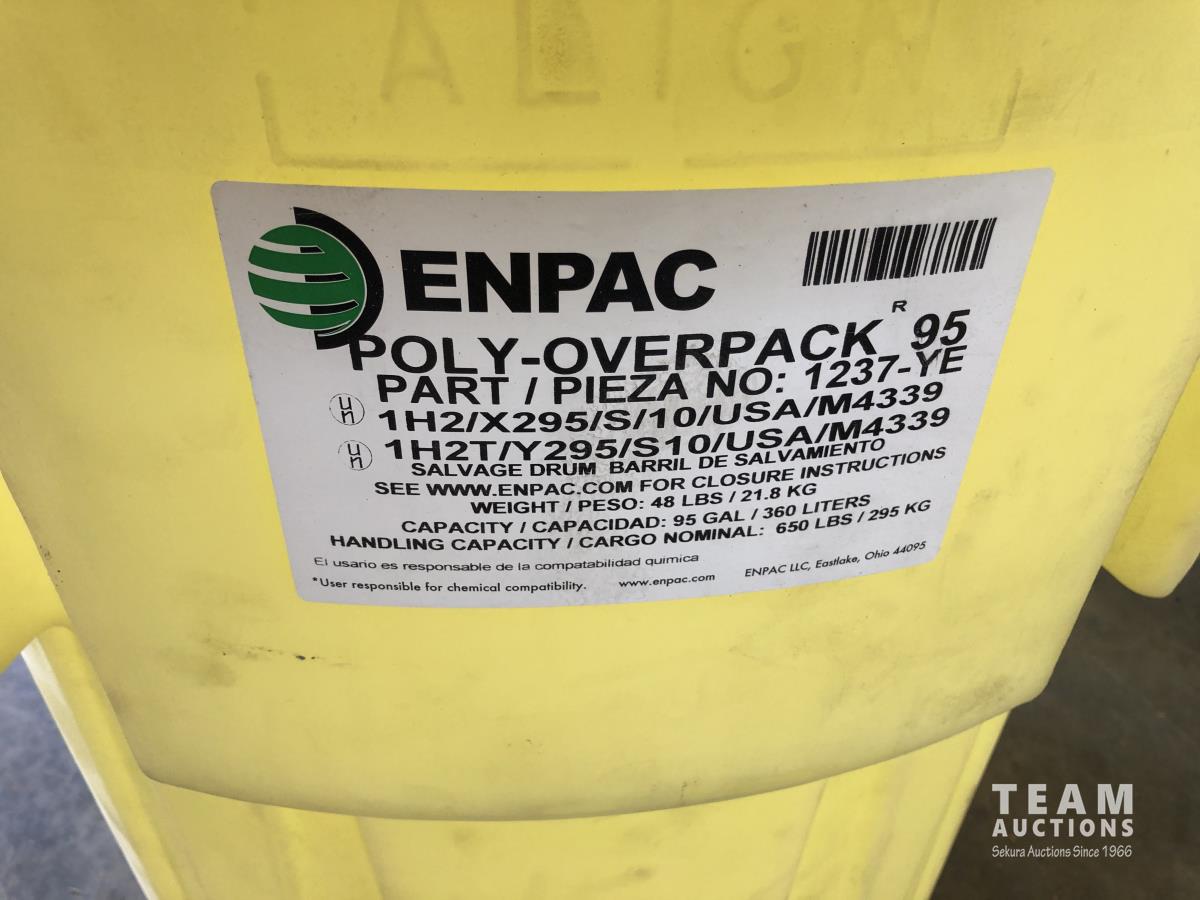 ALIGN
ENPAC
POLY-OVERPACK R 95
PART / PIEZA NO: 1237-YE
un 1H2/X295/S/10/USA/M4339
un 1H2T/Y295/S10/USA/M4339
SALVAGE DRUM BARRIL DE SALVAMIENTO
SEE WWW.ENPAC.COM FOR CLOSURE INSTRUCTIONS
WEIGHT / PESO: 48 LBS / 21.8 KG
CAPACITY / CAPACIDAD: 95 GAL / 360 LITERS
HANDLING CAPACITY / CARGO NOMINAL: 650 LBS / 295 KG
El usario es responsable de la compatabilidad quimica
*User responsible for chemical compatibility. www.enpac.com ENPAC LLC, Eastlake, Ohio 44095
TEAM
AUCTIONS
Sekura Auctions Since 1966